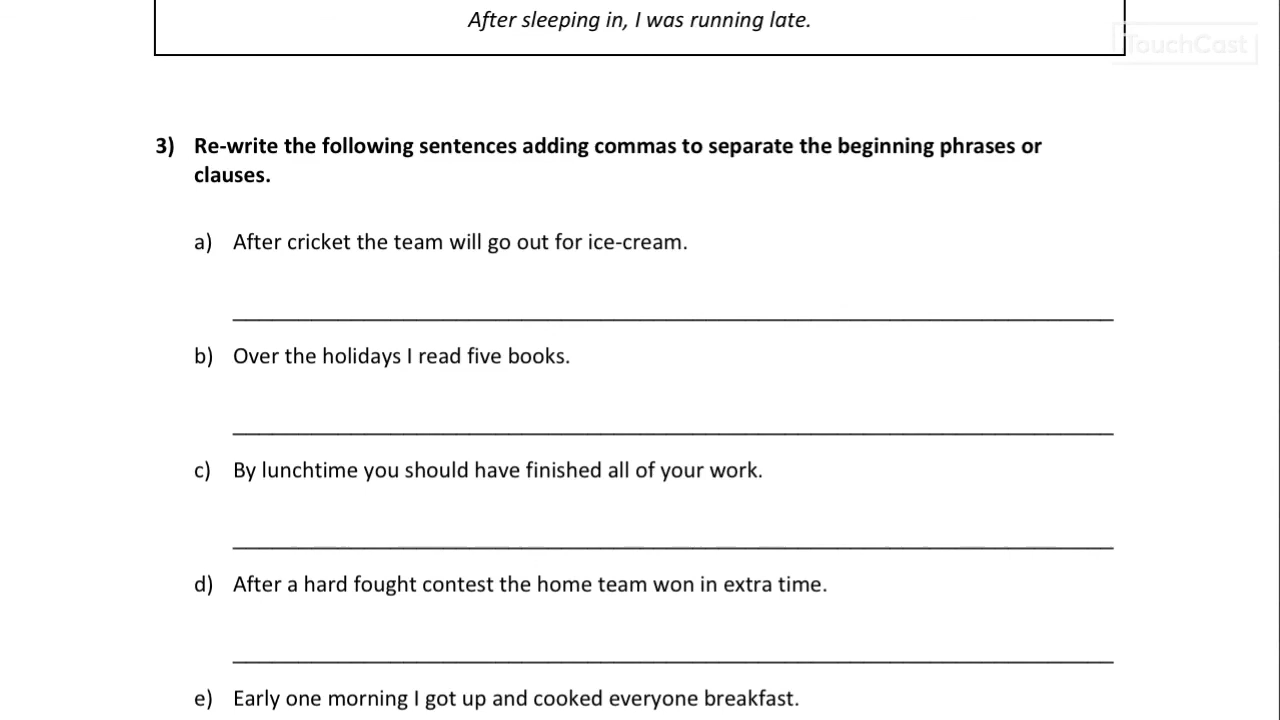 After sleeping in, I was running late.
TouchCast
3) Re-write the following sentences adding commas to separate the beginning phrases or
clauses.
a) After cricket the team will go out for ice-cream.
b) Over the holidays I read five books.
c) By lunchtime you should have finished all of your work.
d) After a hard fought contest the home team won in extra time.
e) Early one morning I got up and cooked everyone breakfast.